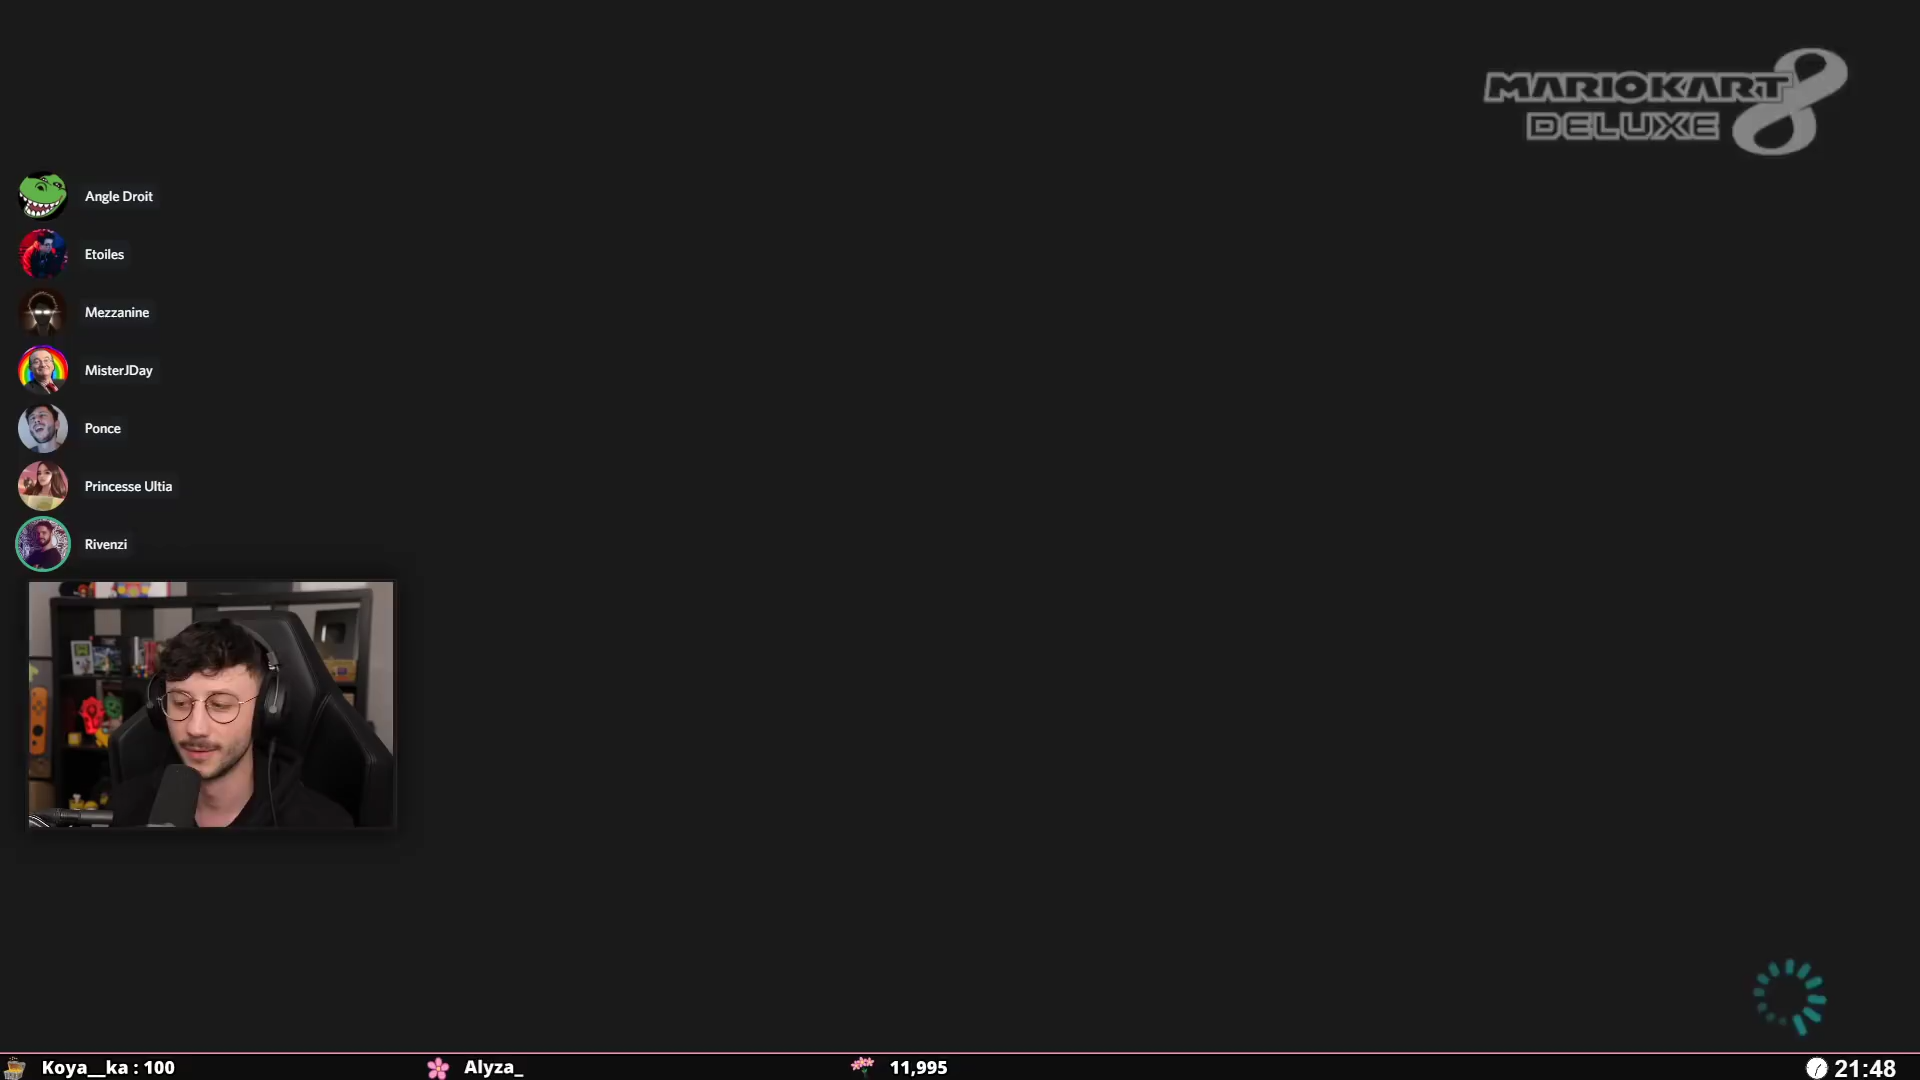 MARIOKART 8
DELUXE
Angle Droit
Etoiles
Mezzanine
MisterJDay
Ponce
Princesse Ultia
Rivenzi
Koya__ka : 100
Alyza_
11,995
21:48